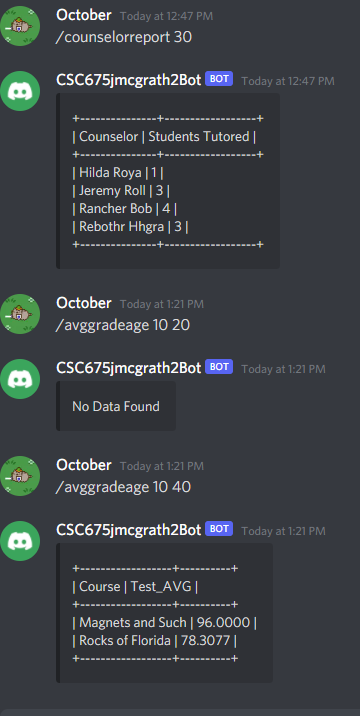 October Today at 12:47 PM
/counselorreport 30
CSC675jmcgrath2Bot BOT Today at 12:47 PM
+---------------+------------------+
| Counselor | Students Tutored |
+---------------+------------------+
| Hilda Roya | 1 |
| Jeremy Roll | 3 |
| Rancher Bob | 4 |
| Rebothr Hhgra | 3 |
+---------------+------------------+
October Today at 1:21 PM
/avggradeage 10 20
CSC675jmcgrath2Bot BOT Today at 1:21 PM
No Data Found
October Today at 1:21 PM
/avggradeage 10 40
CSC675jmcgrath2Bot BOT Today at 1:21 PM
+------------------+----------+
| Course | Test_AVG |
+------------------+----------+
| Magnets and Such | 96.0000 |
| Rocks of Florida | 78.3077 |
+------------------+----------+